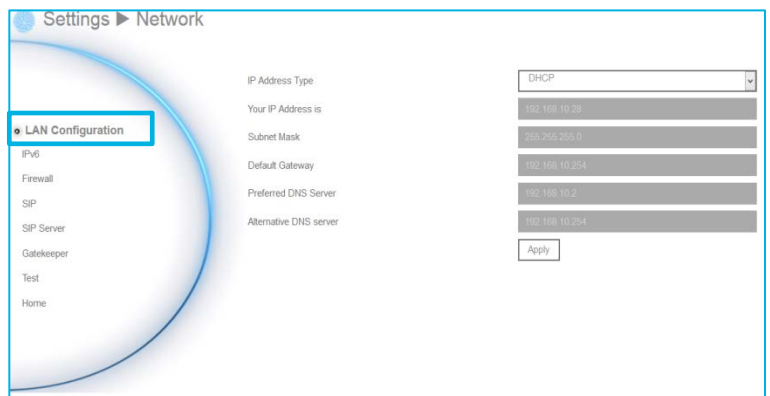 Settings ▶ Network
IP Address Type
DHCP
Your IP Address is
192.168.10.28
LAN Configuration
Subnet Mask
255.255.255.0
IPv6
Default Gateway
192.168.10.254
Firewall
Preferred DNS Server
192.168.10.2
SIP
Alternative DNS server
192.168.10.254
SIP Server
Apply
Gatekeeper
Test
Home